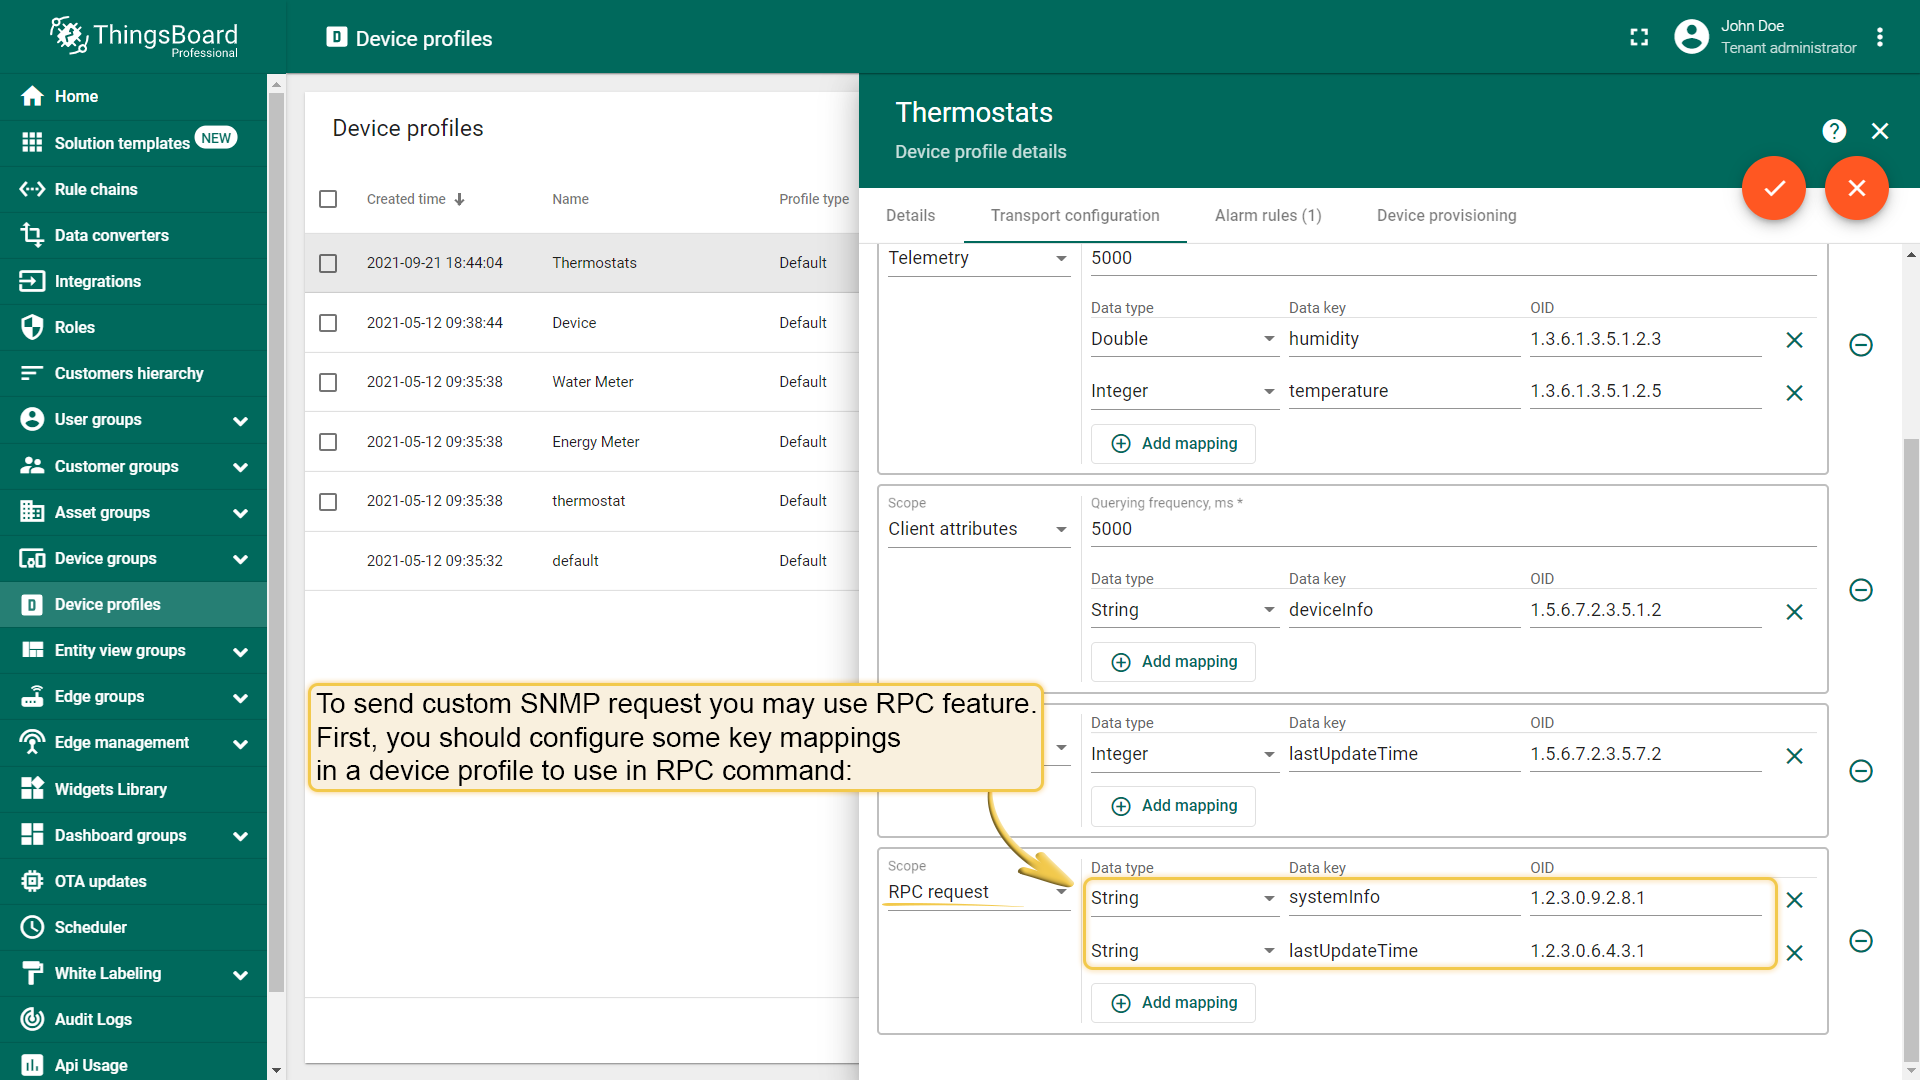 ThingsBoard
Professional
Device profiles
John Doe
Tenant administrator
Home
Solution templates NEW
Rule chains
Data converters
Integrations
Roles
Customers hierarchy
User groups
Customer groups
Asset groups
Device groups
Device profiles
Entity view groups
Edge groups
Edge management
Widgets Library
Dashboard groups
OTA updates
Scheduler
White Labeling
Audit Logs
Api Usage
Device profiles
Created time Name Profile type
2021-09-21 18:44:04 Thermostats Default
2021-05-12 09:38:44 Device Default
2021-05-12 09:35:38 Water Meter Default
2021-05-12 09:35:38 Energy Meter Default
2021-05-12 09:35:38 thermostat Default
2021-05-12 09:35:32 default Default
To send custom SNMP request you may use RPC feature.
First, you should configure some key mappings
in a device profile to use in RPC command:
Thermostats
Device profile details
Details Transport configuration Alarm rules (1) Device provisioning
Telemetry 5000
Data type Data key OID
Double humidity 1.3.6.1.3.5.1.2.3
Integer temperature 1.3.6.1.3.5.1.2.5
Add mapping
Scope Querying frequency, ms *
Client attributes 5000
Data type Data key OID
String deviceInfo 1.5.6.7.2.3.5.1.2
Add mapping
Data type Data key OID
Integer lastUpdateTime 1.5.6.7.2.3.5.7.2
Add mapping
Scope Data type Data key OID
RPC request String systemInfo 1.2.3.0.9.2.8.1
String lastUpdateTime 1.2.3.0.6.4.3.1
Add mapping